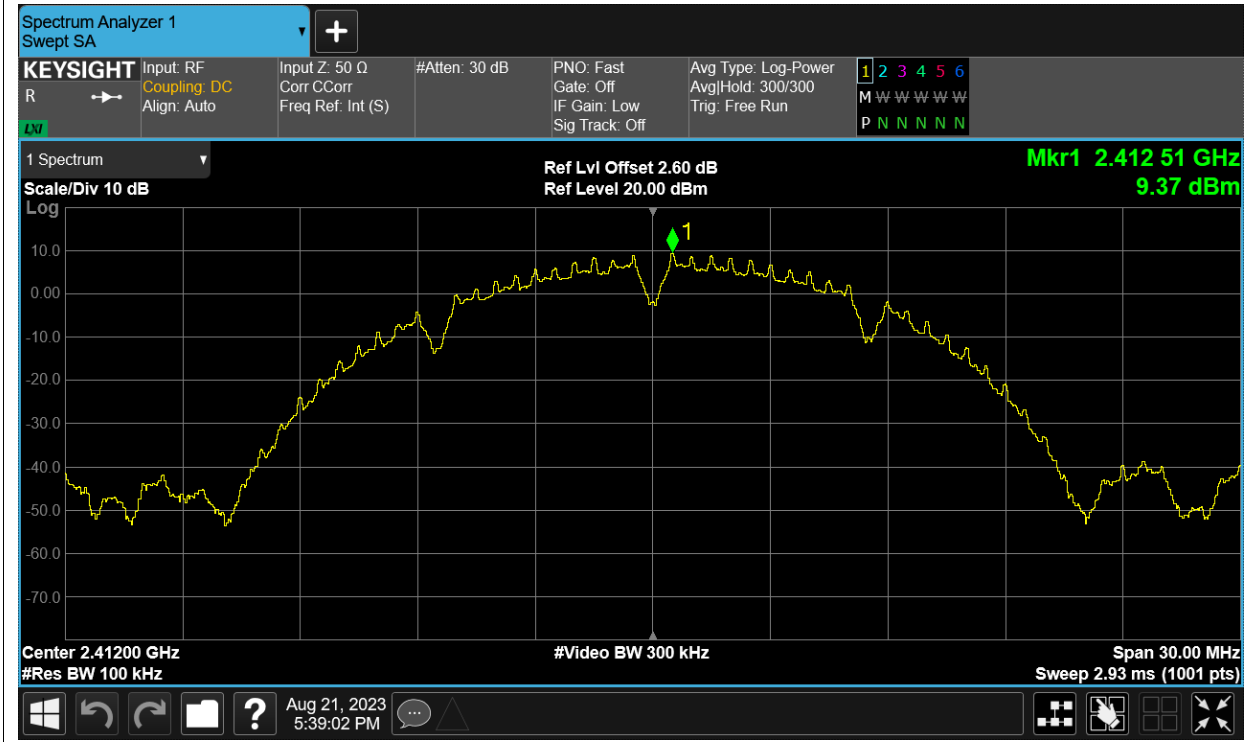 Spectrum Analyzer 1
Swept SA
+
KEYSIGHT
R
LXI
Input: RF
Coupling: DC
Align: Auto
Input Z: 50 Ω
Corr CCorr
Freq Ref: Int (S)
#Atten: 30 dB
PNO: Fast
Gate: Off
IF Gain: Low
Sig Track: Off
Avg Type: Log-Power
Avg|Hold: 300/300
Trig: Free Run
1 2 3 4 5 6
M W W W W W
P N N N N N
1 Spectrum
Scale/Div 10 dB
Log
Ref Lvl Offset 2.60 dB
Ref Level 20.00 dBm
Mkr1 2.412 51 GHz
9.37 dBm
1
10.0
0.00
-10.0
-20.0
-30.0
-40.0
-50.0
-60.0
-70.0
Center 2.41200 GHz
#Video BW 300 kHz
Span 30.00 MHz
#Res BW 100 kHz
Sweep 2.93 ms (1001 pts)
?
Aug 21, 2023
5:39:02 PM